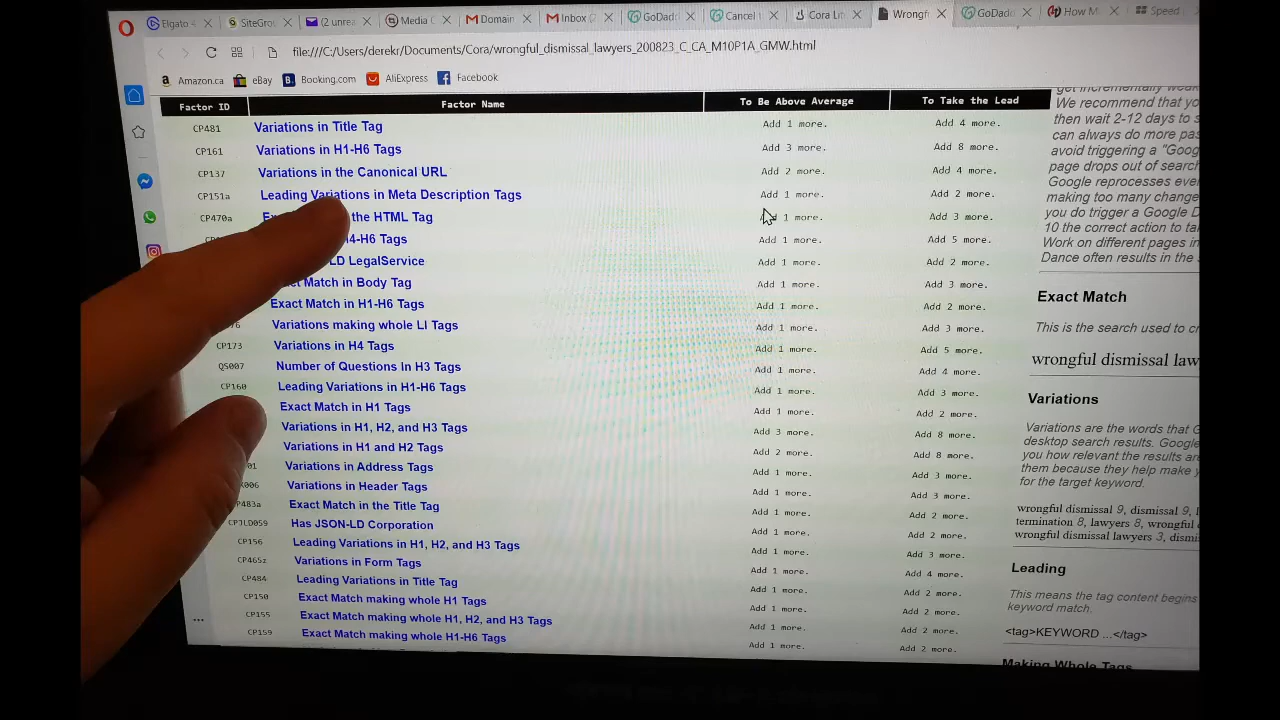 Elgato
SiteGrou
(2 unrea
Media C
Domain
Inbox (2
GoDadd
Cancel t
Cora Li
Wrongf
GoDadd
How M
Speed
file:///C:/Users/derekr/Documents/Cora/wrongful_dismissal_lawyers_200823_C_CA_M10P1A_GMW.html
Amazon.ca eBay Booking.com AliExpress Facebook
Factor ID Factor Name To Be Above Average To Take the Lead
CP481 Variations in Title Tag Add 1 more. Add 4 more.
CP161 Variations in H1-H6 Tags Add 3 more. Add 8 more.
CP137 Variations in the Canonical URL Add 2 more. Add 4 more.
CP151a Leading Variations in Meta Description Tags Add 1 more. Add 2 more.
CP470a the HTML Tag 1 more. Add 3 more.
H4-H6 Tags Add 1 more. Add 5 more.
LD LegalService Add 1 more. Add 2 more.
Match in Body Tag Add 1 more. Add 3 more.
Exact Match in H1-H6 Tags Add 1 more. Add 2 more.
Variations making whole LI Tags Add 1 more. Add 3 more.
CP173 Variations in H4 Tags Add 1 more. Add 5 more.
QS007 Number of Questions In H3 Tags Add 1 more. Add 4 more.
CP160 Leading Variations in H1-H6 Tags Add 1 more. Add 3 more.
Exact Match in H1 Tags Add 1 more. Add 2 more.
Variations in H1, H2, and H3 Tags Add 3 more. Add 8 more.
Variations in H1 and H2 Tags Add 2 more. Add 8 more.
Variations in Address Tags Add 1 more. Add 3 more.
Variations in Header Tags Add 1 more. Add 3 more.
Exact Match in the Title Tag Add 1 more. Add 2 more.
CPJLD059 Has JSON-LD Corporation Add 1 more. Add 2 more.
CP156 Leading Variations in H1, H2, and H3 Tags Add 1 more. Add 3 more.
CP465z Variations in Form Tags Add 1 more. Add 4 more.
CP484 Leading Variations in Title Tag Add 1 more. Add 2 more.
CP150 Exact Match making whole H1 Tags Add 1 more. Add 2 more.
CP155 Exact Match making whole H1, H2, and H3 Tags Add 1 more. Add 2 more.
CP159 Exact Match making whole H1-H6 Tags Add 1 more. Add 2 more.
get incrementally weak
We recommend that yo
then wait 2-12 days to s
can always do more pas
avoid triggering a "Goog
page drops out of search
Google reprocesses ever
making too many change
you do trigger a Google D
10 the correct action to tak
Work on different pages in
Dance often results in the s
Exact Match
This is the search used to cr
wrongful dismissal law
Variations
Variations are the words that G
desktop search results. Google
you how relevant the results are
them because they help make y
for the target keyword.
wrongful dismissal 9, dismissal 9, l
termination 8, lawyers 8, wrongful
wrongful dismissal lawyers 3, dismi
Leading
This means the tag content begins
keyword match.
<tag>KEYWORD ...</tag>
Making Whole Tags